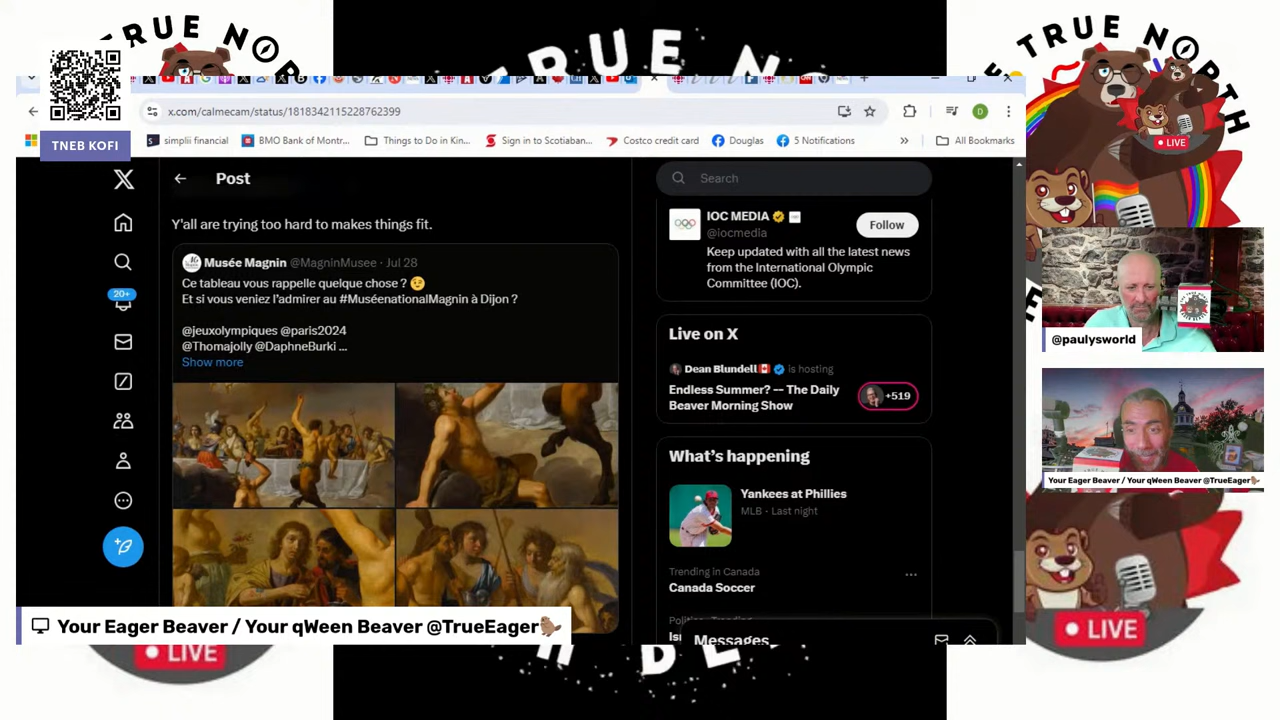 TRUE NORTH
TNEB KOFI
x.com/calmecam/status/1818342115228762399
simplii financial
BMO Bank of Montr...
Things to Do in Kin...
Sign in to Scotiaban...
Costco credit card
Douglas
5 Notifications
»
All Bookmarks
Post
Search
20+
Y'all are trying too hard to makes things fit.
Musée Magnin @MagninMusee · Jul 28
Ce tableau vous rappelle quelque chose ? 😉
Et si vous veniez l'admirer au #MuséenationalMagnin à Dijon ?
@jeuxolympiques @paris2024
@Thomajolly @DaphneBurki ...
Show more
IOC MEDIA
@iocmedia
Follow
Keep updated with all the latest news
from the International Olympic
Committee (IOC).
Live on X
Dean Blundell🇨🇦 is hosting
Endless Summer? -- The Daily
Beaver Morning Show
+519
What's happening
Yankees at Phillies
MLB · Last night
Trending in Canada
Canada Soccer
Messages
TRUE NORTH
LIVE
@paulysworld
Your Eager Beaver / Your qWeen Beaver @TrueEager🦫
Your Eager Beaver / Your qWeen Beaver @TrueEager🦫
LIVE
LIVE